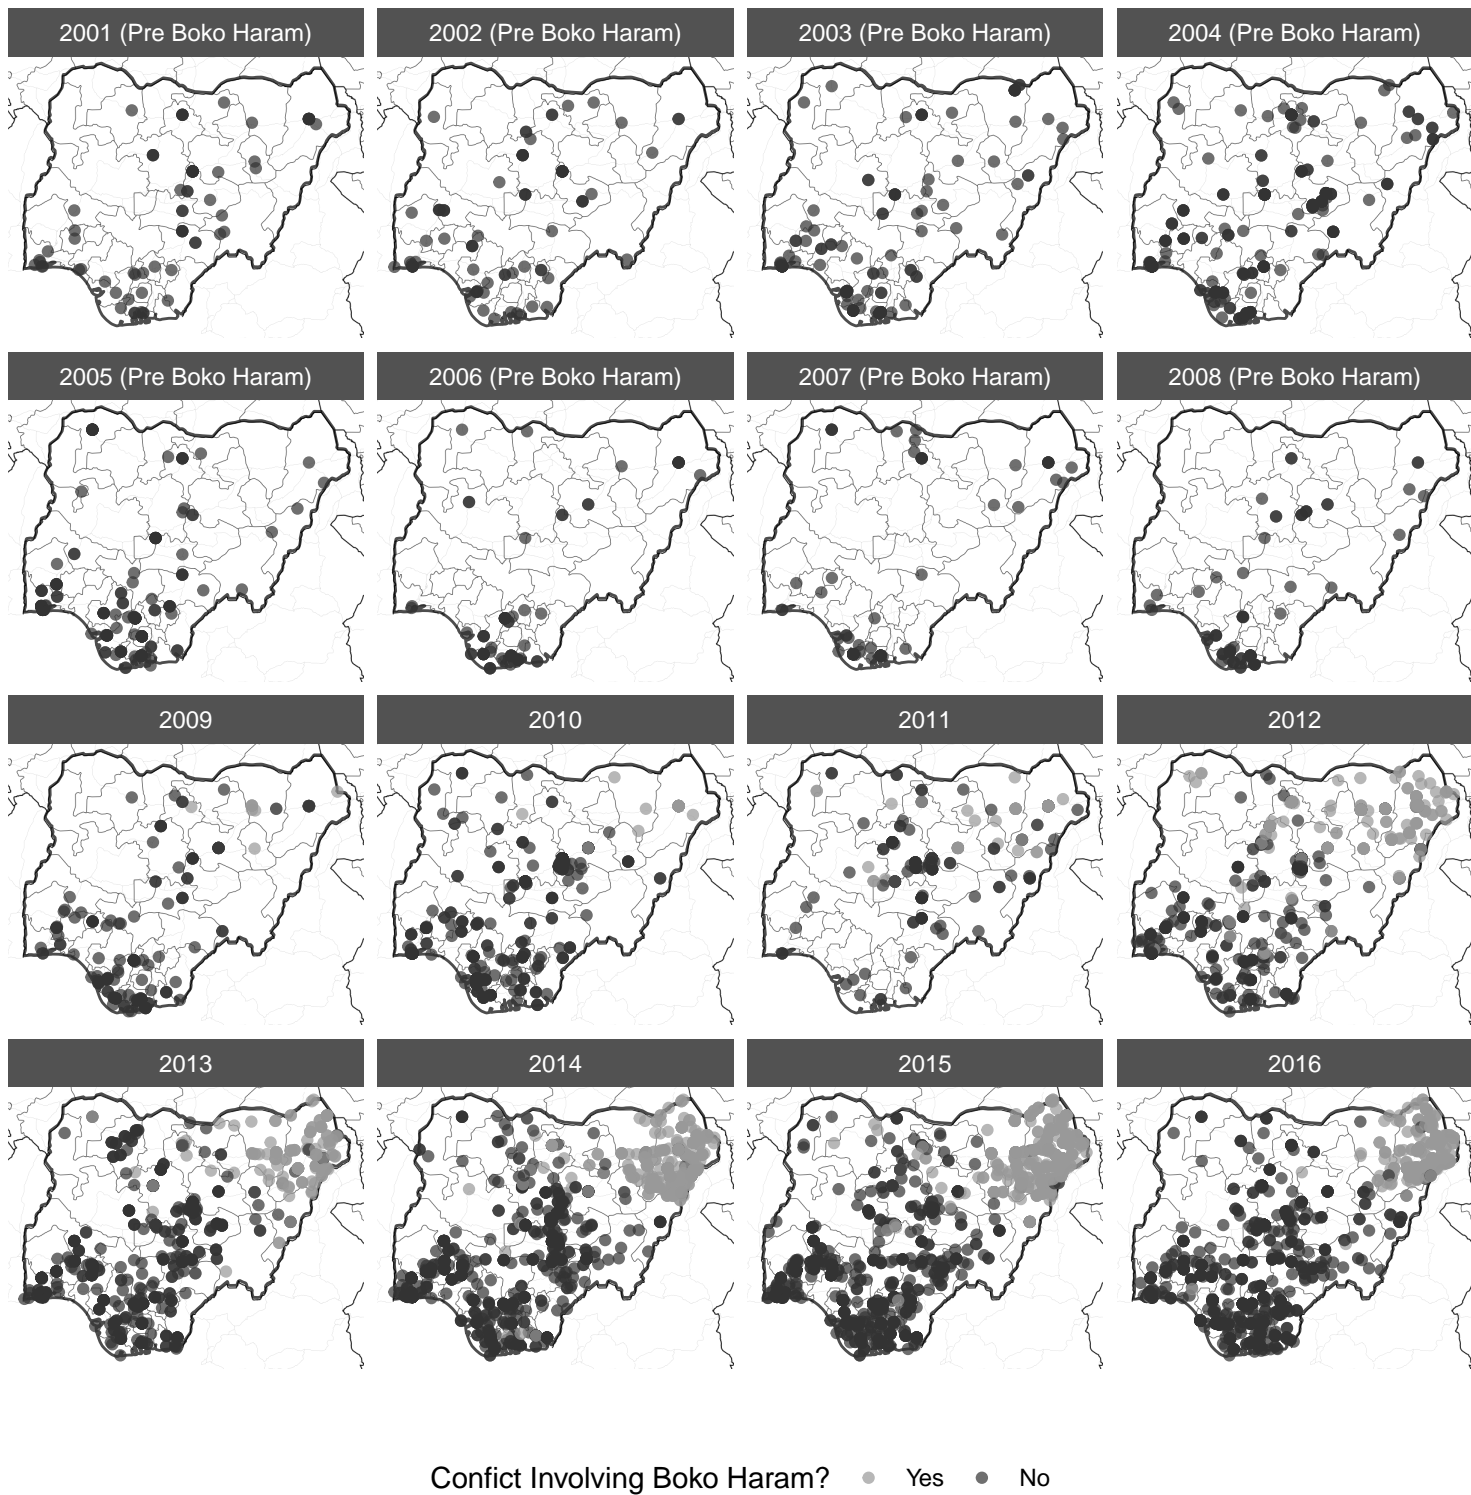 2001 (Pre Boko Haram)
2002 (Pre Boko Haram)
2003 (Pre Boko Haram)
2004 (Pre Boko Haram)
2005 (Pre Boko Haram)
2006 (Pre Boko Haram)
2007 (Pre Boko Haram)
2008 (Pre Boko Haram)
2009
2010
2011
2012
2013
2014
2015
2016
Confict Involving Boko Haram? Yes No